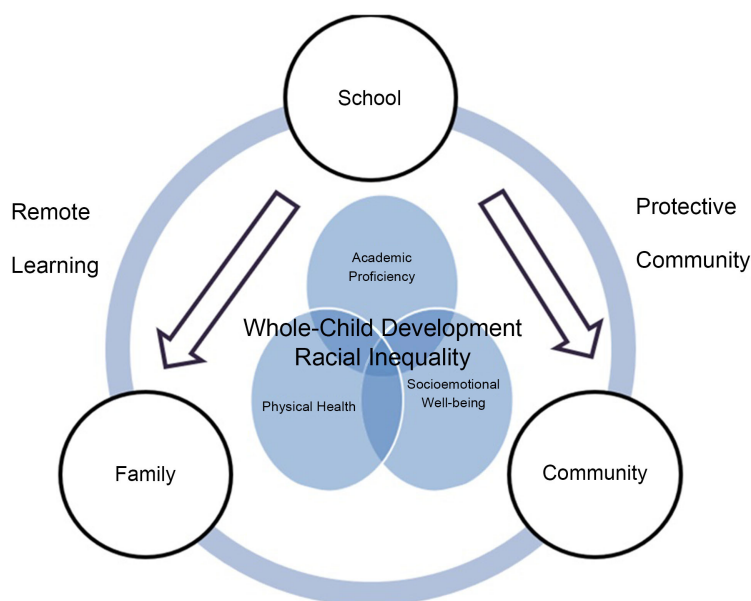 School
Remote
Learning
Protective
Community
Academic
Proficiency
Whole-Child Development
Racial Inequality
Physical Health
Socioemotional
Well-being
Family
Community